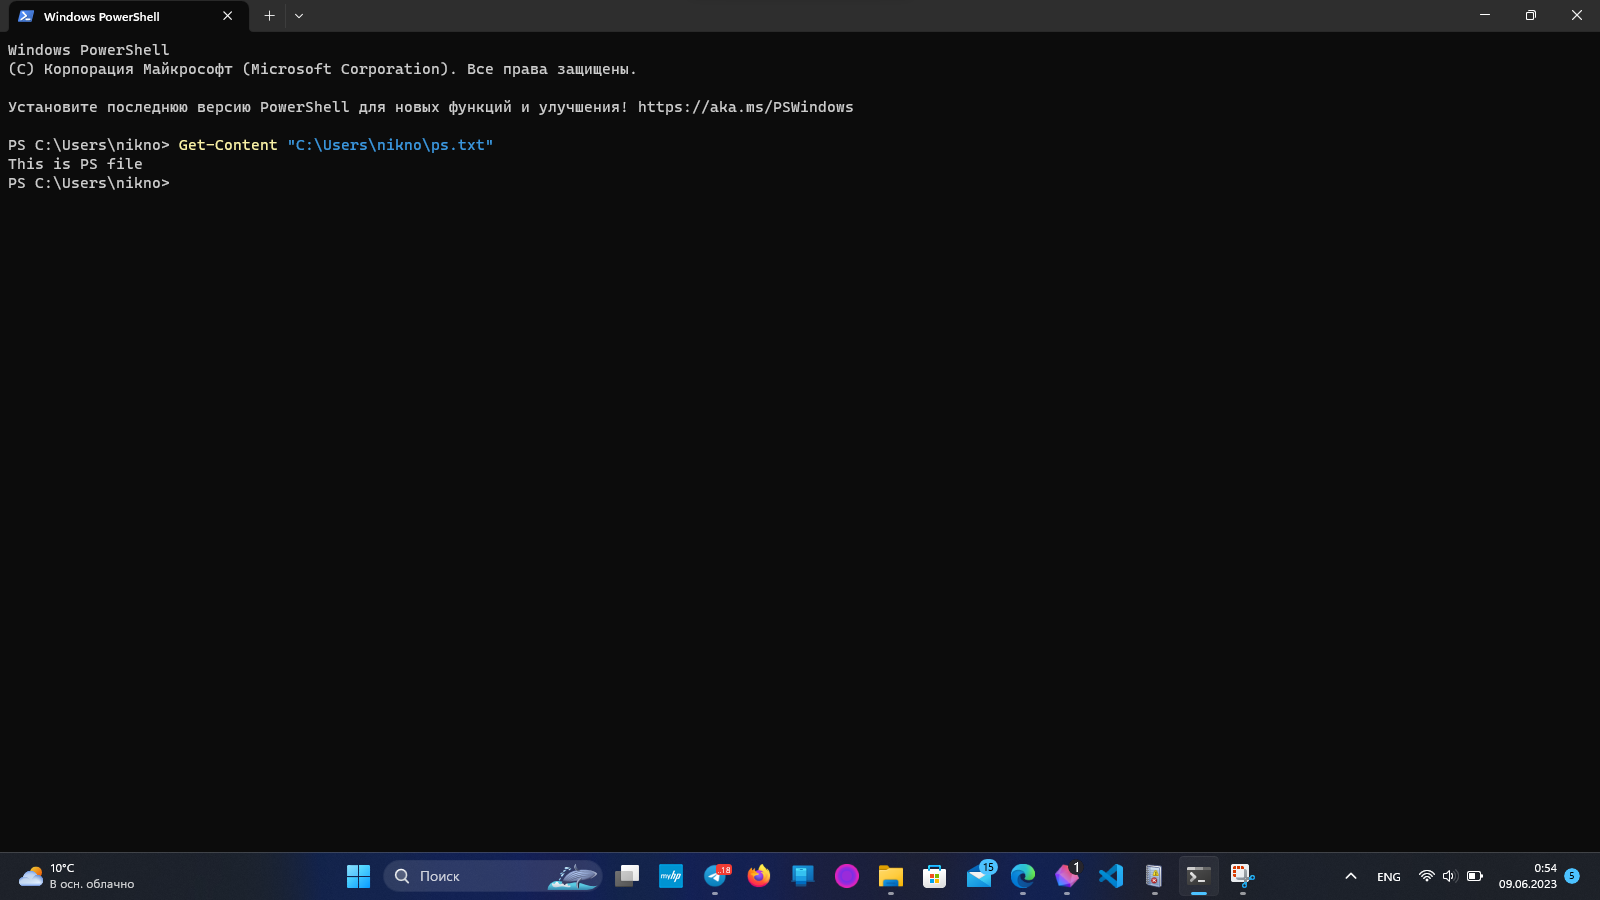 Windows PowerShell
Windows PowerShell
(C) Корпорация Майкрософт (Microsoft Corporation). Все права защищены.
Установите последнюю версию PowerShell для новых функций и улучшения! https://aka.ms/PSWindows
PS C:\Users\nikno> Get-Content "C:\Users\nikno\ps.txt"
This is PS file
PS C:\Users\nikno>
10°C
В осн. облачно
Поиск
myhp
18
15
1
ENG
0:54
09.06.2023
5